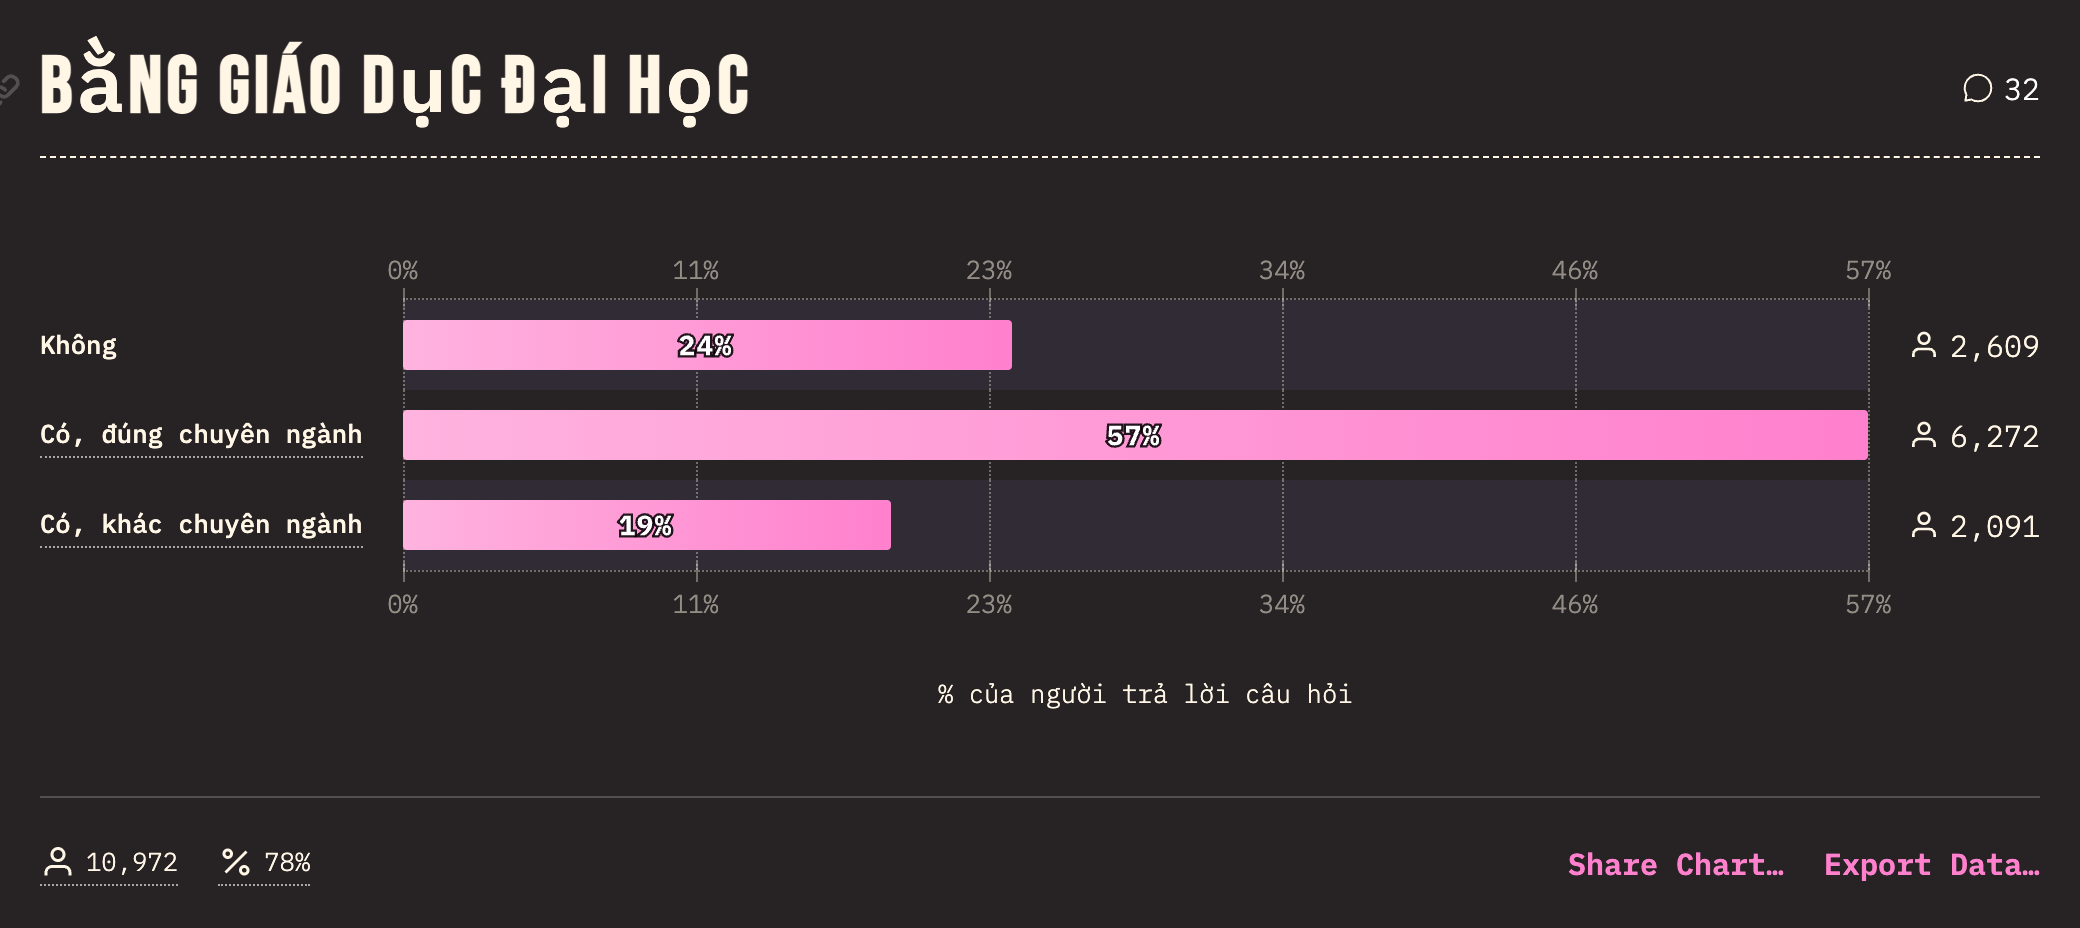 BằNG GIÁO DụC ĐạI HọC
32
0% 11% 23% 34% 46% 57%
Không 24% 2,609
Có, đúng chuyên ngành 57% 6,272
Có, khác chuyên ngành 19% 2,091
0% 11% 23% 34% 46% 57%
% của người trả lời câu hỏi
10,972 78% Share Chart… Export Data…